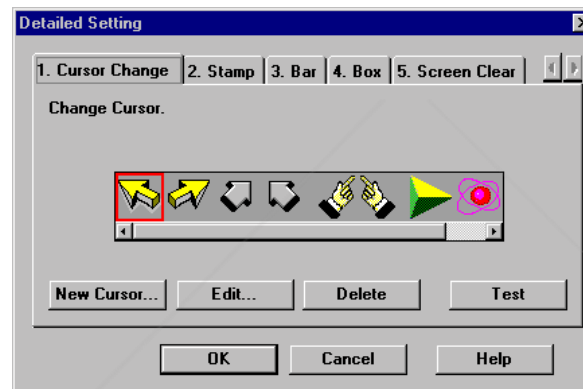 Detailed Setting
1. Cursor Change 2. Stamp 3. Bar 4. Box 5. Screen Clear
Change Cursor.
New Cursor... Edit... Delete Test
OK Cancel Help